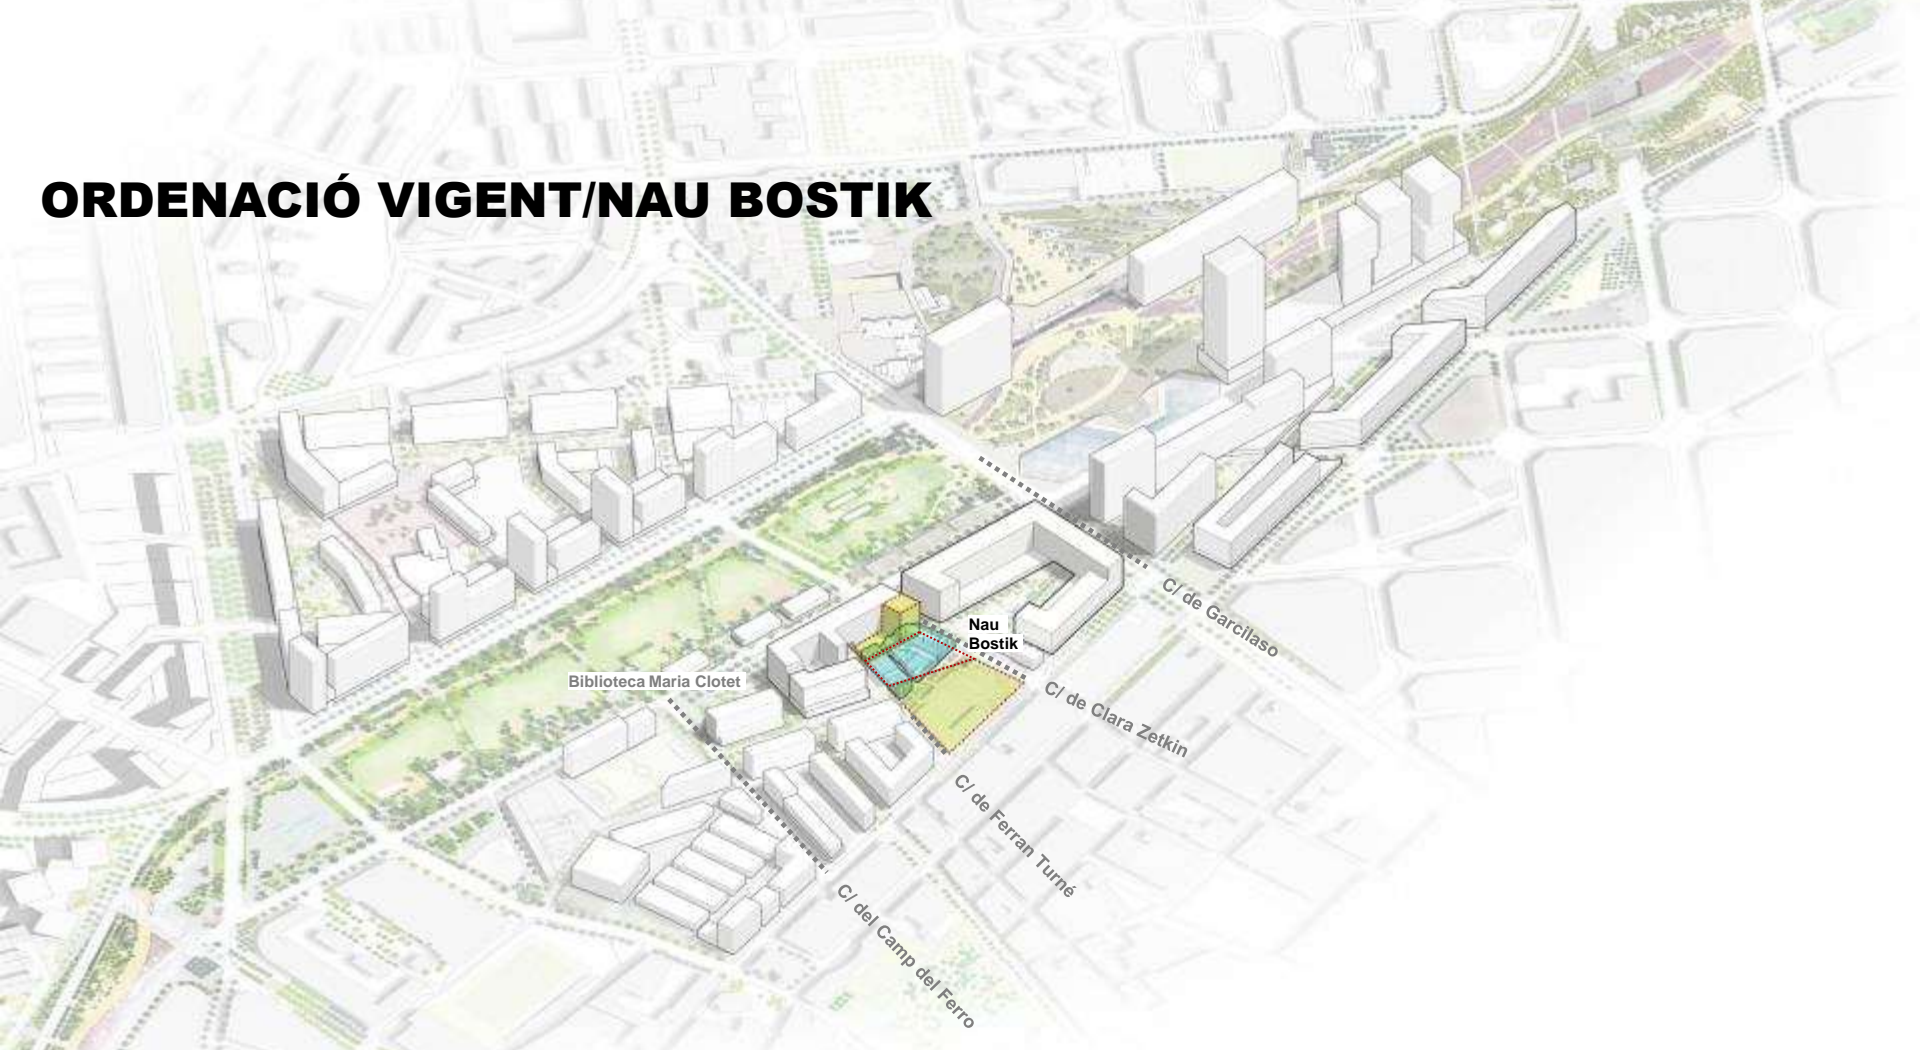 ORDENACIÓ VIGENT/NAU BOSTIK
C/ de Garcilaso
Nau
Bostik
Biblioteca Maria Clotet
C/ de Clara Zetkin
C/ de Ferran Turné
C/ del Camp del Ferro